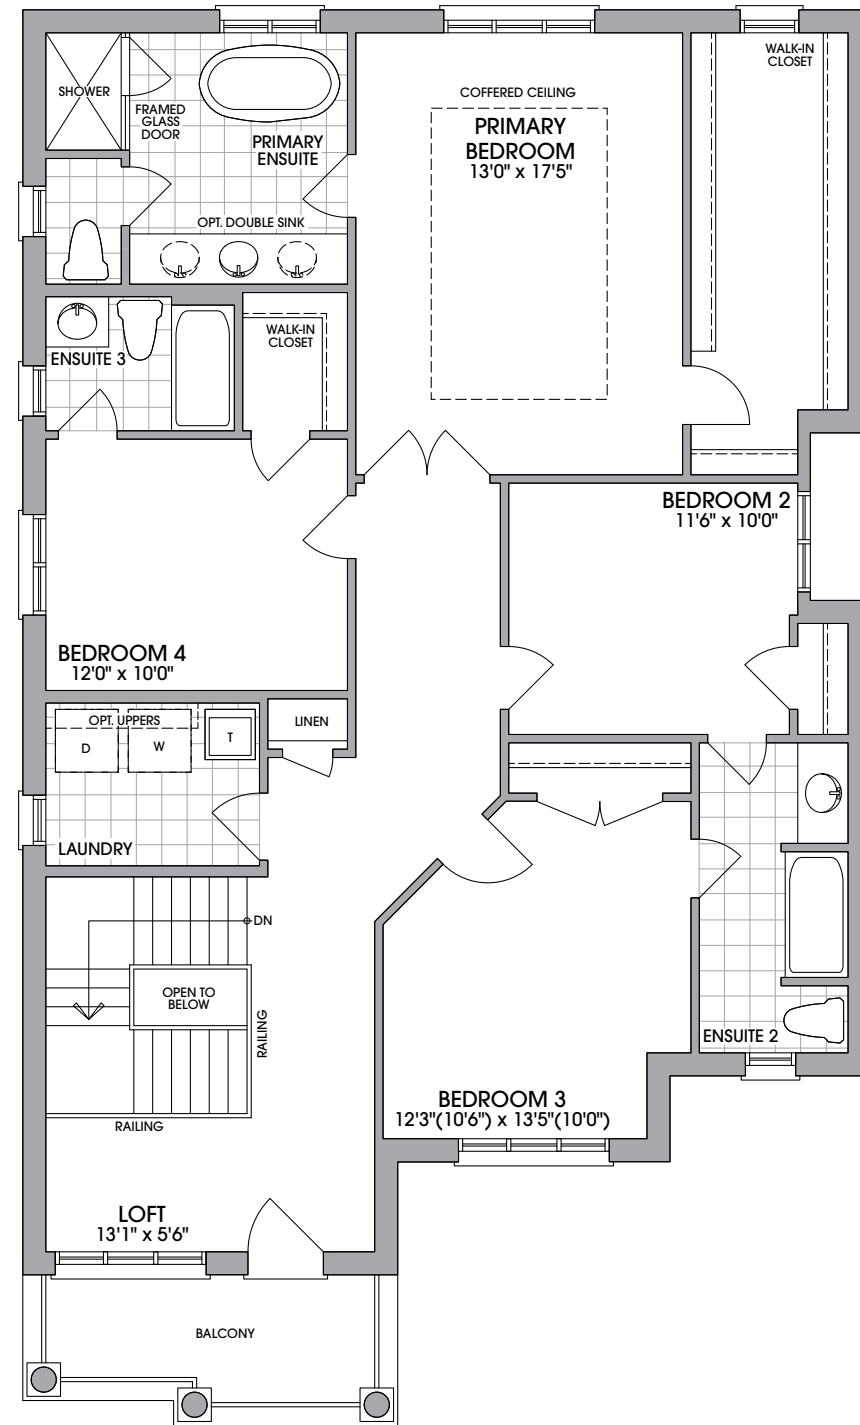 SHOWER
FRAMED
GLASS
DOOR
PRIMARY
ENSUITE
OPT. DOUBLE SINK
COFFERED CEILING
PRIMARY
BEDROOM
13'0" x 17'5"
WALK-IN
CLOSET
ENSUITE 3
WALK-IN
CLOSET
BEDROOM 2
11'6" x 10'0"
BEDROOM 4
12'0" x 10'0"
OPT. UPPERS
D
W
T
LINEN
LAUNDRY
DN
OPEN TO
BELOW
RAILING
RAILING
ENSUITE 2
BEDROOM 3
12'3"(10'6") x 13'5"(10'0")
LOFT
13'1" x 5'6"
BALCONY